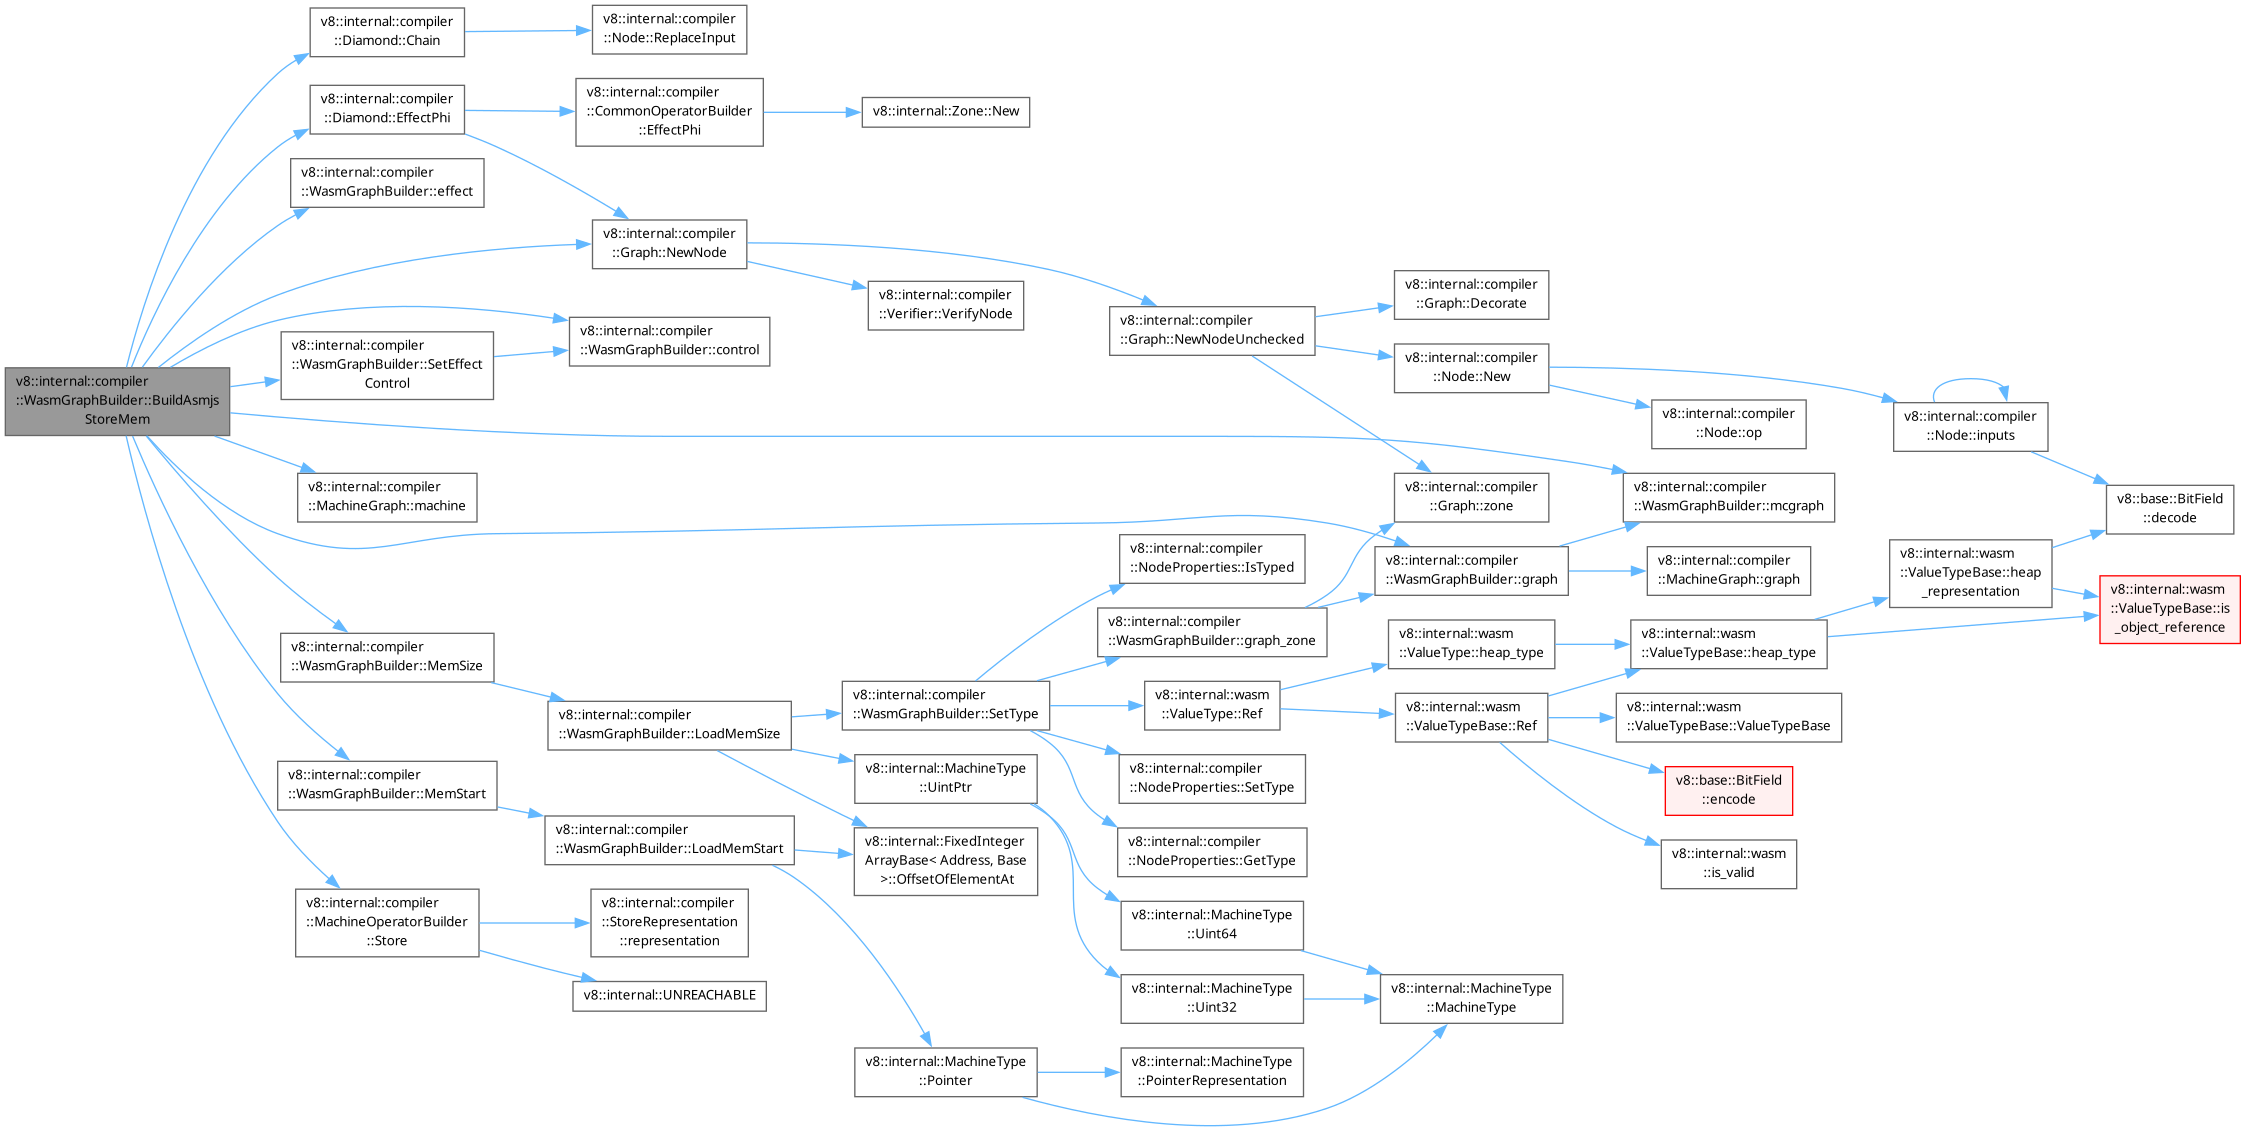 v8::internal::compiler
::WasmGraphBuilder::BuildAsmjs
StoreMem
v8::internal::compiler
::Diamond::Chain
v8::internal::compiler
::Node::ReplaceInput
v8::internal::compiler
::Diamond::EffectPhi
v8::internal::compiler
::CommonOperatorBuilder
::EffectPhi
v8::internal::Zone::New
v8::internal::compiler
::WasmGraphBuilder::effect
v8::internal::compiler
::Graph::NewNode
v8::internal::compiler
::Verifier::VerifyNode
v8::internal::compiler
::WasmGraphBuilder::control
v8::internal::compiler
::WasmGraphBuilder::SetEffect
Control
v8::internal::compiler
::Graph::NewNodeUnchecked
v8::internal::compiler
::Graph::Decorate
v8::internal::compiler
::Node::New
v8::internal::compiler
::Node::op
v8::internal::compiler
::Node::inputs
v8::internal::compiler
::Graph::zone
v8::internal::compiler
::WasmGraphBuilder::mcgraph
v8::base::BitField
::decode
v8::internal::compiler
::MachineGraph::machine
v8::internal::compiler
::NodeProperties::IsTyped
v8::internal::compiler
::WasmGraphBuilder::graph
v8::internal::compiler
::MachineGraph::graph
v8::internal::wasm
::ValueTypeBase::heap
_representation
v8::internal::wasm
::ValueTypeBase::is
_object_reference
v8::internal::compiler
::WasmGraphBuilder::MemSize
v8::internal::compiler
::WasmGraphBuilder::graph_zone
v8::internal::wasm
::ValueType::heap_type
v8::internal::wasm
::ValueTypeBase::heap_type
v8::internal::compiler
::WasmGraphBuilder::LoadMemSize
v8::internal::compiler
::WasmGraphBuilder::SetType
v8::internal::wasm
::ValueType::Ref
v8::internal::wasm
::ValueTypeBase::Ref
v8::internal::wasm
::ValueTypeBase::ValueTypeBase
v8::internal::compiler
::WasmGraphBuilder::MemStart
v8::internal::MachineType
::UintPtr
v8::internal::compiler
::NodeProperties::SetType
v8::base::BitField
::encode
v8::internal::compiler
::WasmGraphBuilder::LoadMemStart
v8::internal::FixedInteger
ArrayBase< Address, Base
>::OffsetOfElementAt
v8::internal::compiler
::NodeProperties::GetType
v8::internal::wasm
::is_valid
v8::internal::compiler
::MachineOperatorBuilder
::Store
v8::internal::compiler
::StoreRepresentation
::representation
v8::internal::UNREACHABLE
v8::internal::MachineType
::Uint64
v8::internal::MachineType
::Uint32
v8::internal::MachineType
::MachineType
v8::internal::MachineType
::Pointer
v8::internal::MachineType
::PointerRepresentation